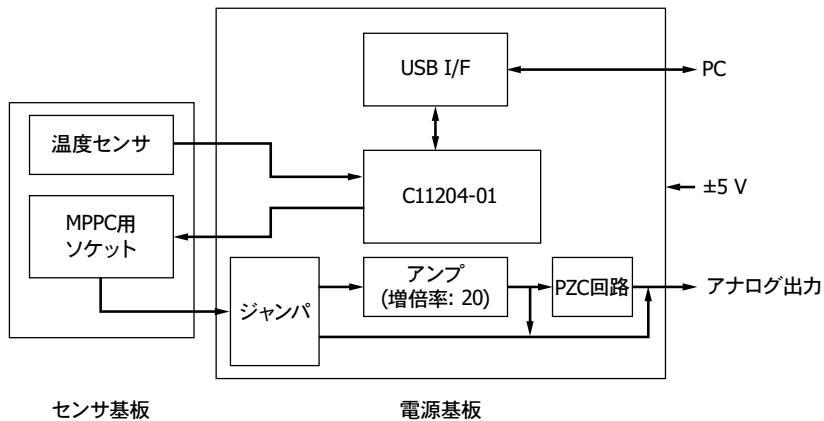 USB I/F
PC
温度センサ
C11204-01
±5 V
MPPC用
ソケット
アンプ
(増倍率: 20)
PZC回路
アナログ出力
ジャンパ
センサ基板
電源基板